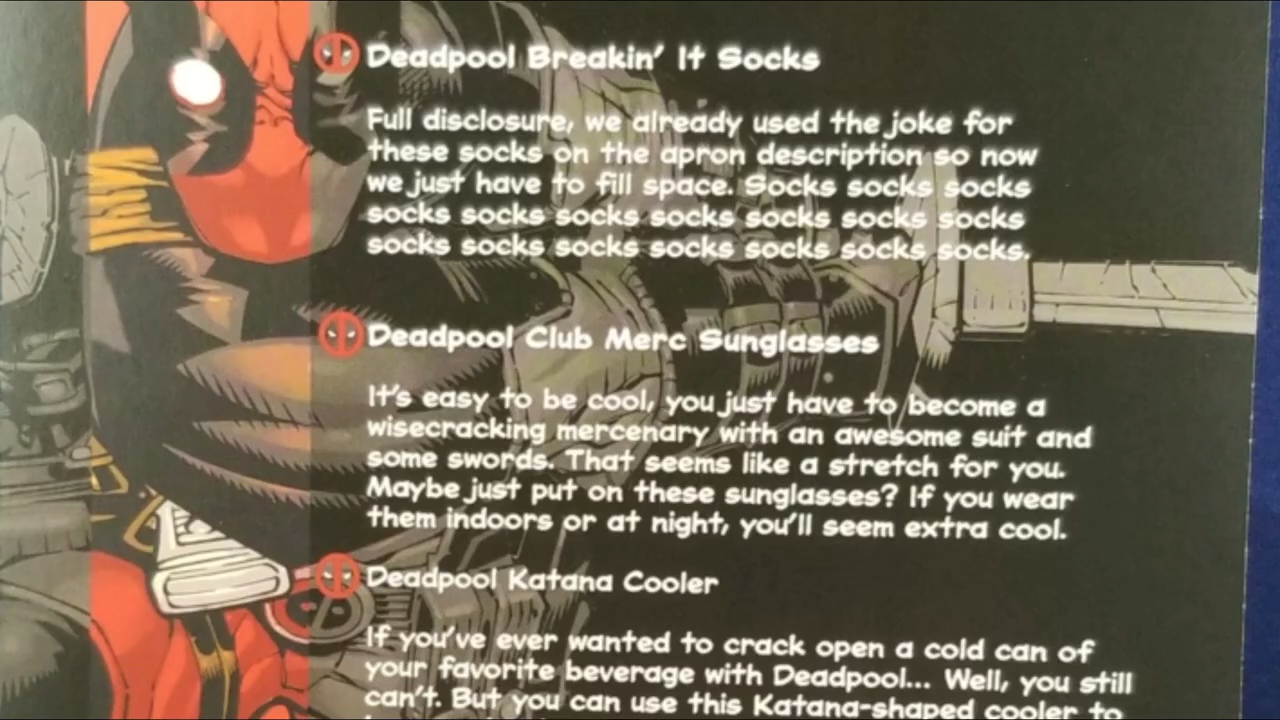 Deadpool Breakin' It Socks
Full disclosure, we already used the joke for
these socks on the apron description so now
we just have to fill space. Socks socks socks
socks socks socks socks socks socks socks
socks socks socks socks socks socks socks.
Deadpool Club Merc Sunglasses
It's easy to be cool, you just have to become a
wisecracking mercenary with an awesome suit and
some swords. That seems like a stretch for you.
Maybe just put on these sunglasses? If you wear
them indoors or at night, you'll seem extra cool.
Deadpool Katana Cooler
If you've ever wanted to crack open a cold can of
your favorite beverage with Deadpool... Well, you still
can't. But you can use this Katana-shaped cooler to